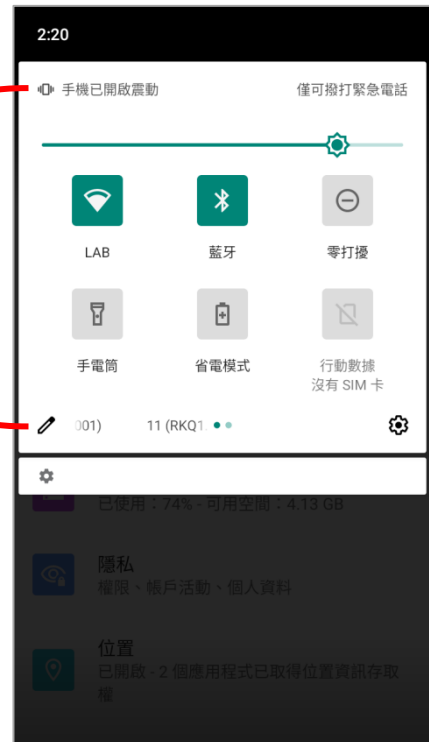 2:20
手機已開啟震動 僅可撥打緊急電話
LAB 藍牙 零打擾
手電筒 省電模式 行動數據
沒有 SIM 卡
001) 11 (RKQ1.
已使用：74% - 可用空間：4.13 GB
隱私
權限、帳戶活動、個人資料
位置
已開啟 - 2 個應用程式已取得位置資訊存取
權